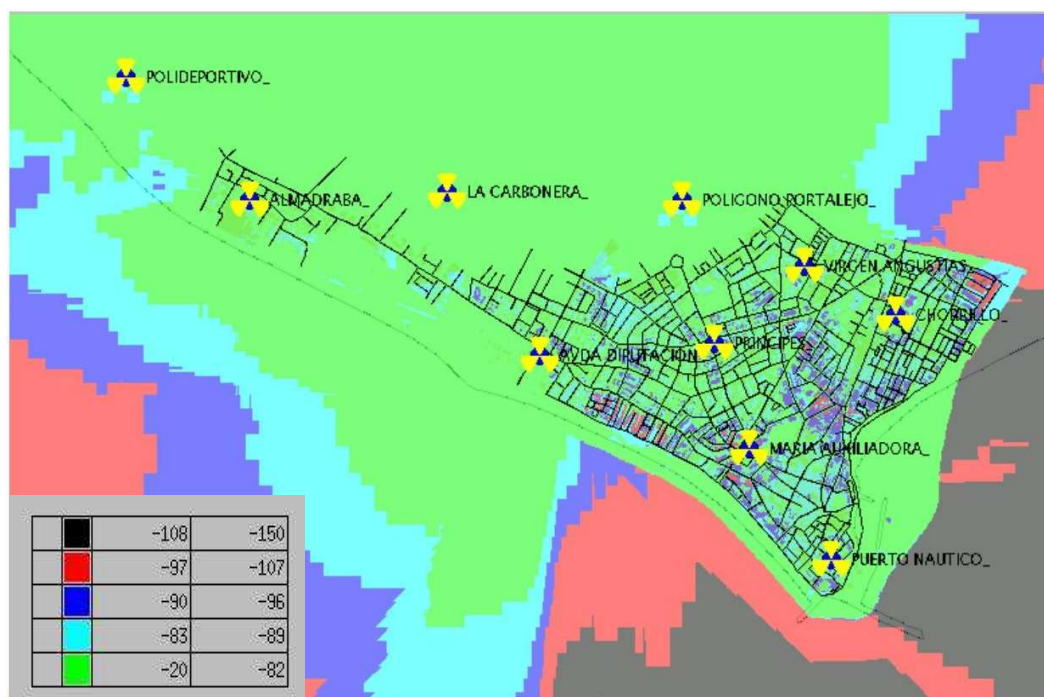 POLIDEPORTIVO_
ALMADRABA_
LA CARBONERA_
POLIGONO PORTALEJO_
VIRGEN ANGUSTIAS_
CHORRILLO_
PRINCIPES_
AVDA DIPUTACION_
MARIA AUXILIADORA_
PUERTO NAUTICO_
-108 -150
-97 -107
-90 -96
-83 -89
-20 -82